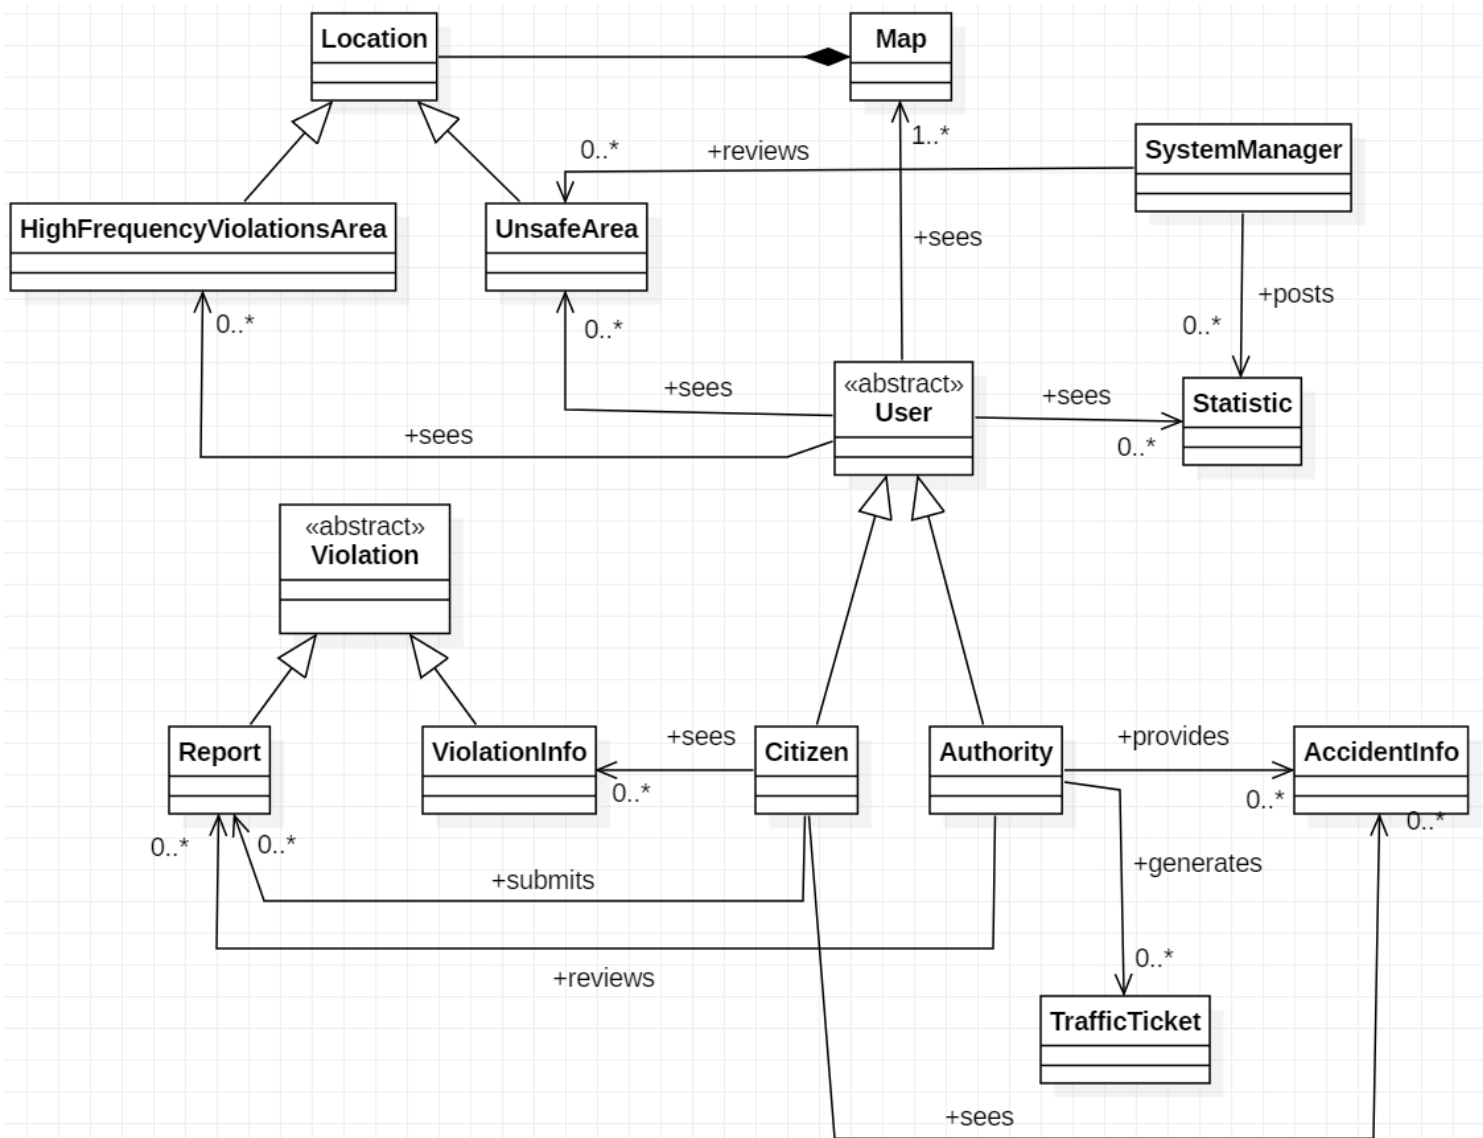 Location
Map
0..*
+reviews
1..*
SystemManager
HighFrequencyViolationsArea
UnsafeArea
+sees
0..*
0..*
+posts
0..*
+sees
+sees
«abstract»
User
+sees
0..*
Statistic
«abstract»
Violation
Report
ViolationInfo
+sees
0..*
Citizen
Authority
+provides
0..*
AccidentInfo
0..*
0..*
0..*
+submits
+generates
+reviews
0..*
TrafficTicket
+sees